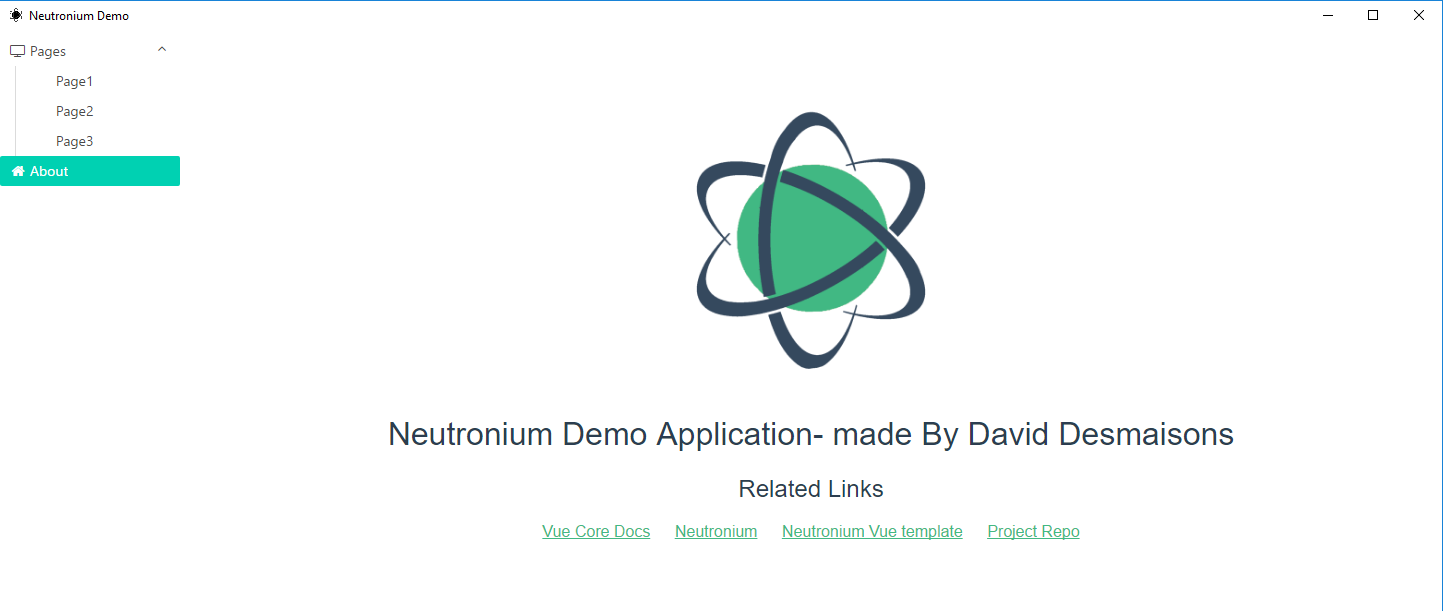 Neutronium Demo
Pages
Page1
Page2
Page3
About
Neutronium Demo Application- made By David Desmaisons
Related Links
Vue Core Docs Neutronium Neutronium Vue template Project Repo